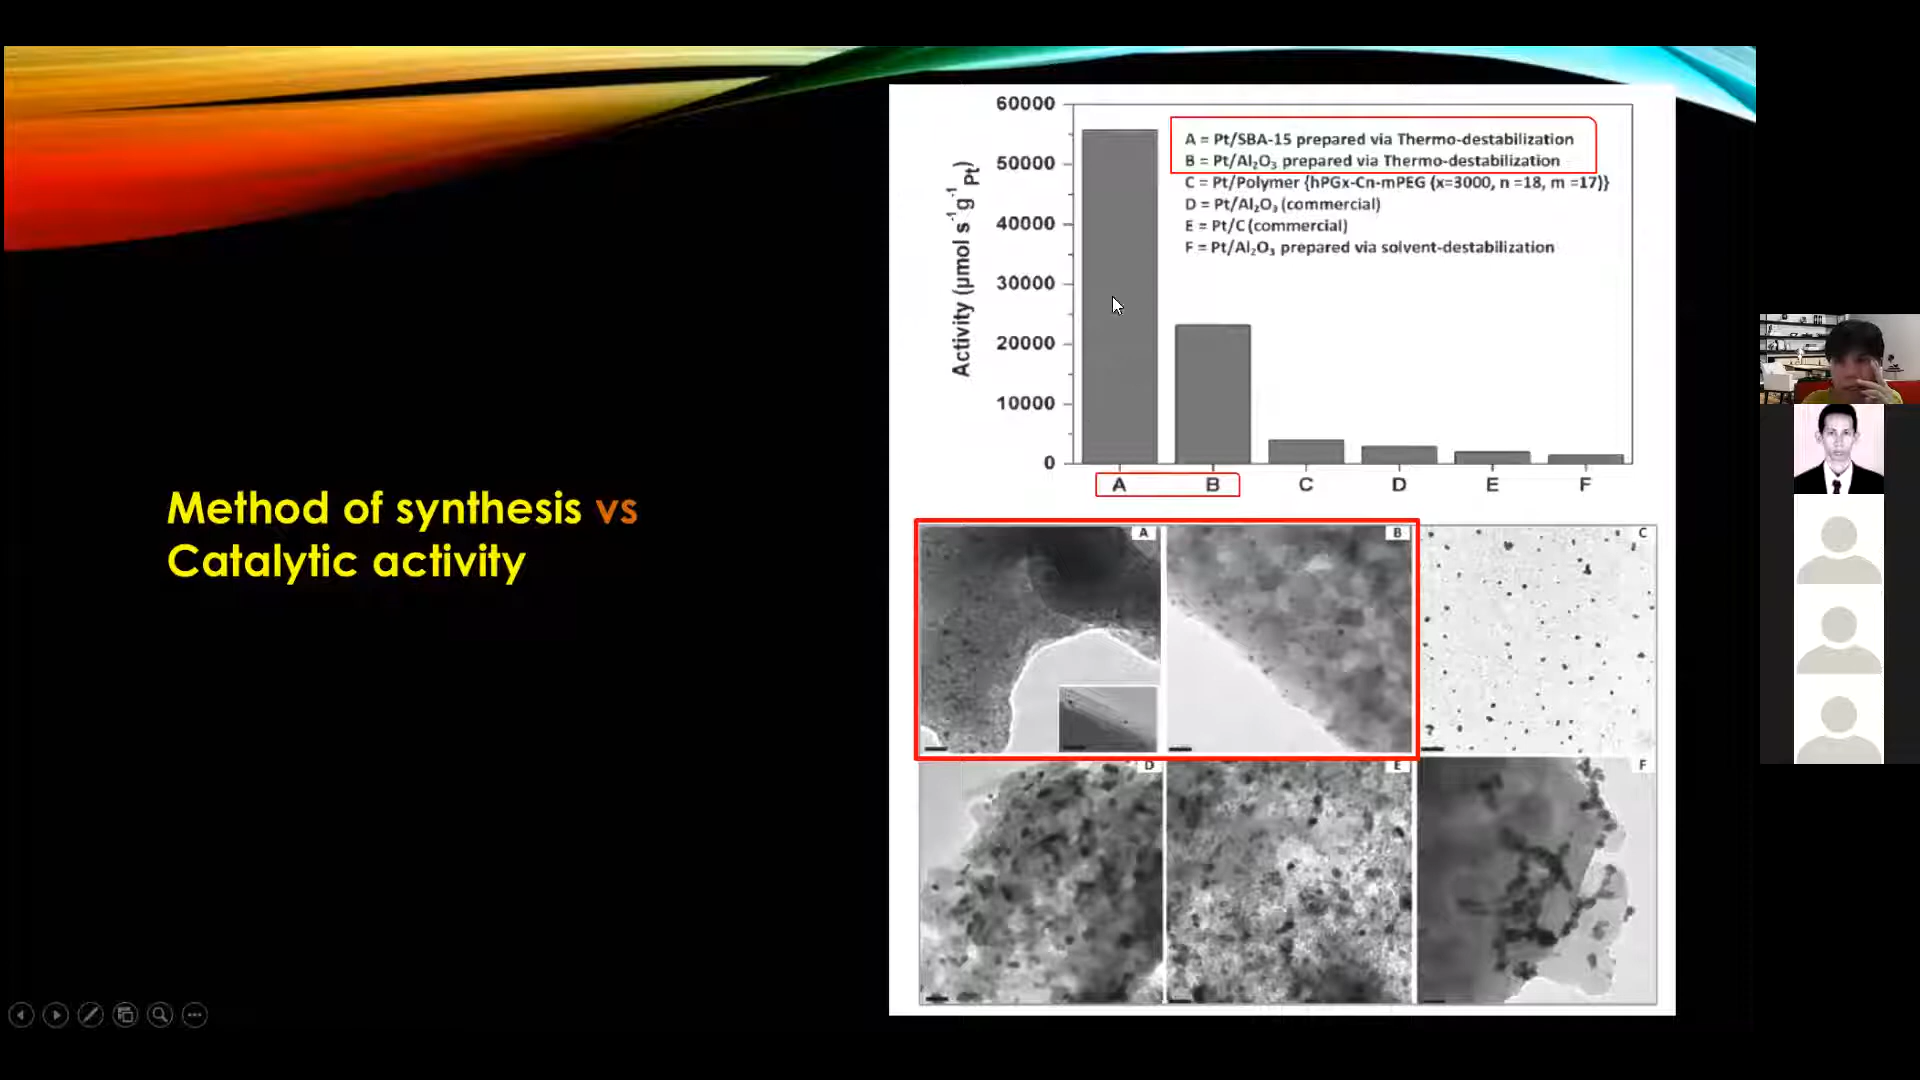 Method of synthesis vs
Catalytic activity
Activity (µmol s⁻¹g⁻¹ Pt)
60000
50000
40000
30000
20000
10000
0
A = Pt/SBA-15 prepared via Thermo-destabilization
B = Pt/Al₂O₃ prepared via Thermo-destabilization
C = Pt/Polymer {hPGx-Cn-mPEG (x=3000, n =18, m =17)}
D = Pt/Al₂O₃ (commercial)
E = Pt/C (commercial)
F = Pt/Al₂O₃ prepared via solvent-destabilization
A B C D E F
A B C
D E F